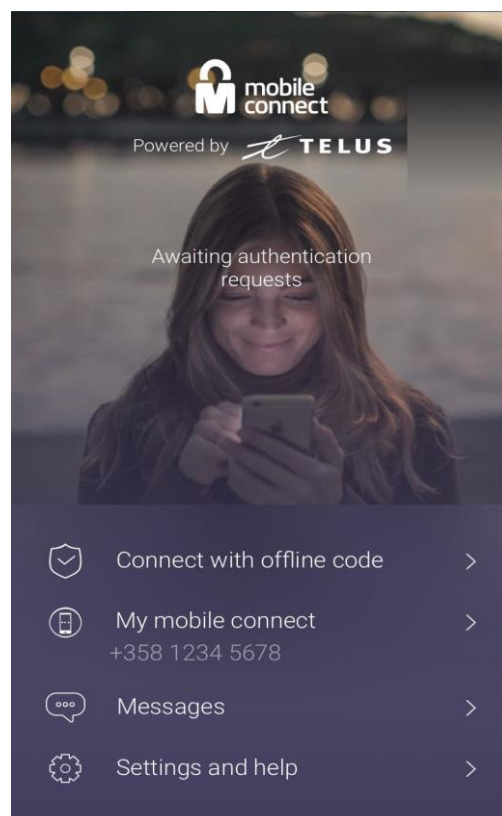 mobile
connect
Powered by TELUS
Awaiting authentication
requests
Connect with offline code
My mobile connect
+358 1234 5678
Messages
Settings and help